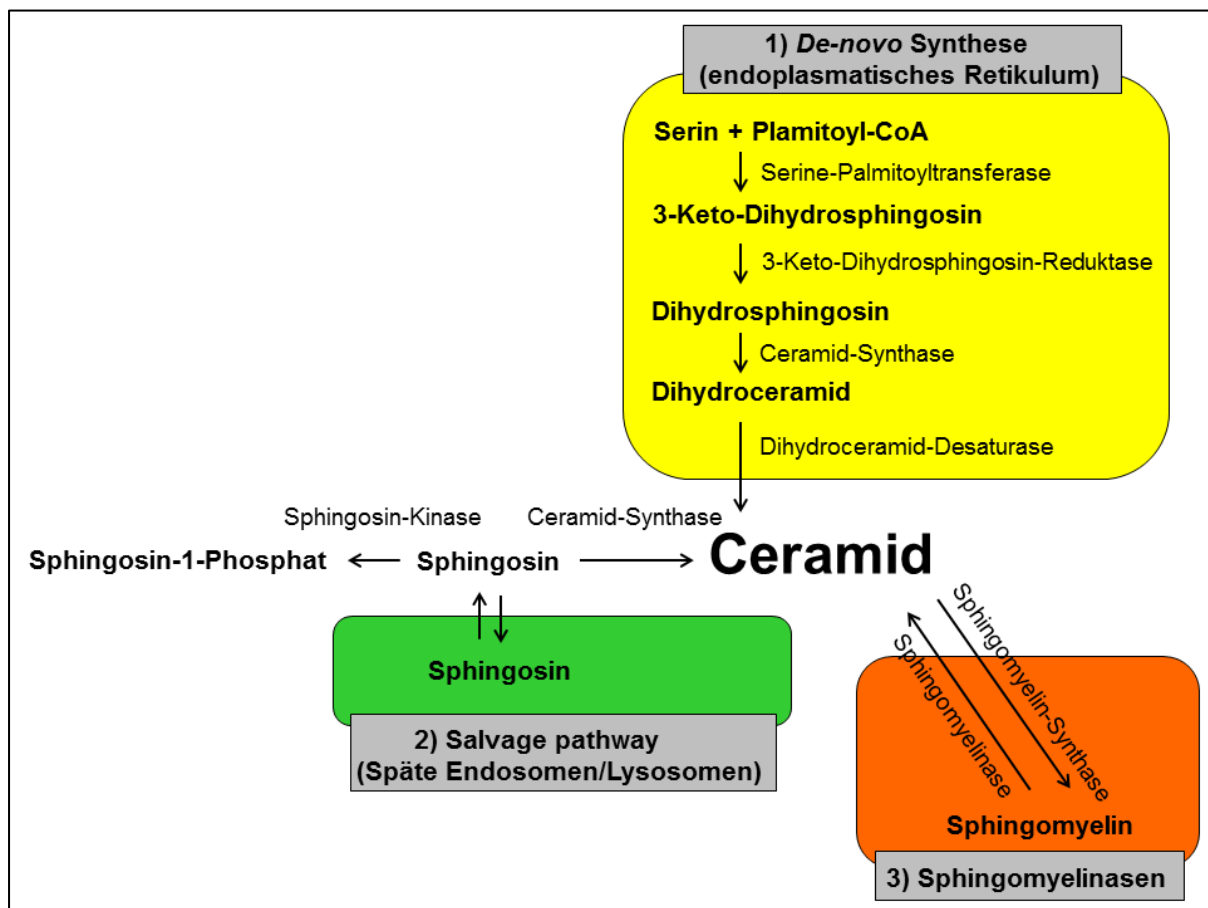 1) De-novo Synthese
(endoplasmatisches Retikulum)
Serin + Plamitoyl-CoA
Serine-Palmitoyltransferase
3-Keto-Dihydrosphingosin
3-Keto-Dihydrosphingosin-Reduktase
Dihydrosphingosin
Ceramid-Synthase
Dihydroceramid
Dihydroceramid-Desaturase
Sphingosin-Kinase
Ceramid-Synthase
Sphingosin-1-Phosphat
Sphingosin
Ceramid
Sphingomyelin-Synthase
Sphingomyelinase
Sphingosin
2) Salvage pathway
(Späte Endosomen/Lysosomen)
Sphingomyelin
3) Sphingomyelinasen